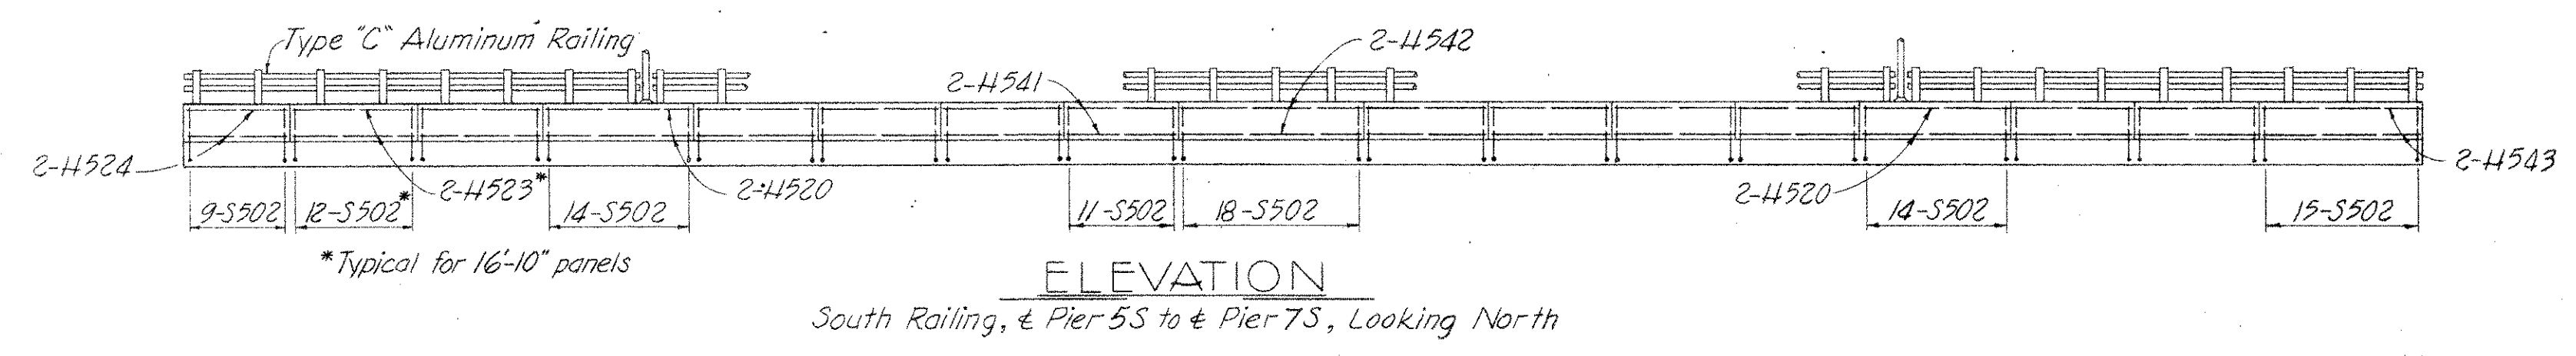 Type "C" Aluminum Railing
2-H542
2-H541
2-H524
2-H523*
2-H520
2-H520
2-H543
9-S502
12-S502*
14-S502
11-S502
18-S502
14-S502
15-S502
*Typical for 16'-10" panels
ELEVATION
South Railing, ℄ Pier 5S to ℄ Pier 7S, Looking North